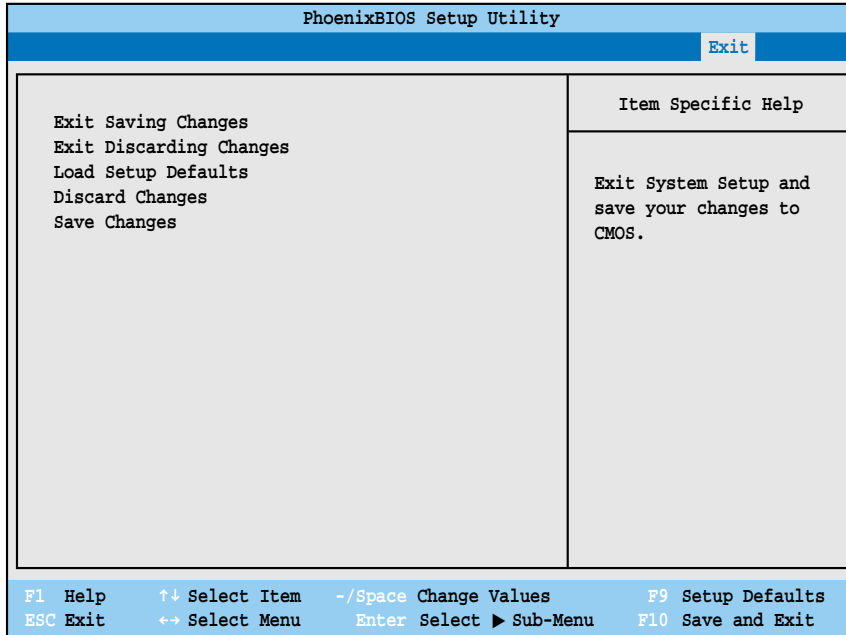 PhoenixBIOS Setup Utility
Exit
Exit Saving Changes
Exit Discarding Changes
Load Setup Defaults
Discard Changes
Save Changes
Item Specific Help
Exit System Setup and
save your changes to
CMOS.
F1 Help ↑↓ Select Item -/Space Change Values F9 Setup Defaults
ESC Exit ←→ Select Menu Enter Select ▶ Sub-Menu F10 Save and Exit